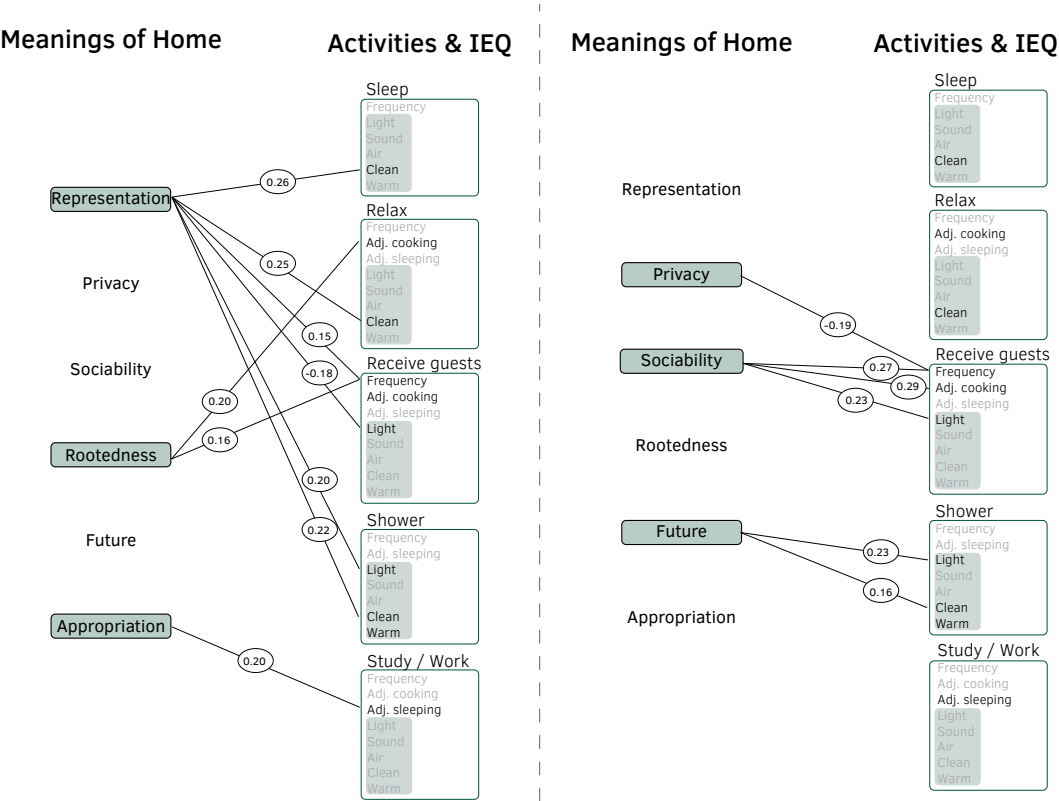 Meanings of Home
Activities & IEQ
Sleep
Frequency
Light
Sound
Air
Clean
Warm
Representation
0.26
Relax
Frequency
Adj. cooking
Adj. sleeping
Light
Sound
Air
Clean
Warm
0.25
Privacy
0.15
-0.18
Sociability
Receive guests
Frequency
Adj. cooking
Adj. sleeping
Light
Sound
Air
Clean
Warm
0.20
0.16
Rootedness
0.20
0.22
Future
Shower
Frequency
Adj. sleeping
Light
Sound
Air
Clean
Warm
Appropriation
0.20
Study / Work
Frequency
Adj. cooking
Adj. sleeping
Light
Sound
Air
Clean
Warm
Meanings of Home
Activities & IEQ
Sleep
Frequency
Light
Sound
Air
Clean
Warm
Representation
Relax
Frequency
Adj. cooking
Adj. sleeping
Light
Sound
Air
Clean
Warm
Privacy
-0.19
Sociability
0.27
0.29
0.23
Receive guests
Frequency
Adj. cooking
Adj. sleeping
Light
Sound
Air
Clean
Warm
Rootedness
Future
0.23
0.16
Shower
Frequency
Adj. sleeping
Light
Sound
Air
Clean
Warm
Appropriation
Study / Work
Frequency
Adj. cooking
Adj. sleeping
Light
Sound
Air
Clean
Warm